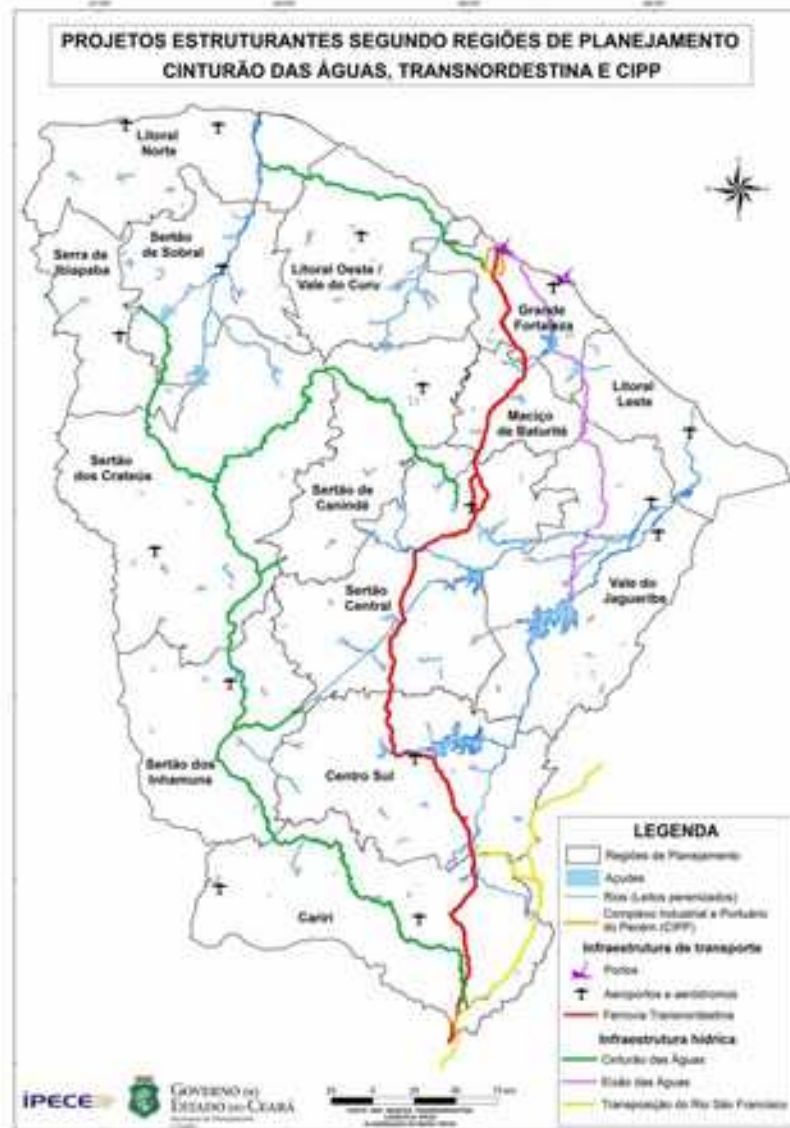 PROJETOS ESTRUTURANTES SEGUNDO REGIÕES DE PLANEJAMENTO
CINTURÃO DAS ÁGUAS, TRANSNORDESTINA E CIPP
Litoral
Norte
Serra da
Ibiapaba
Sertão
de Sobral
Litoral Oeste /
Vale do Curu
Grande
Fortaleza
Litoral
Leste
Maciço
de Baturité
Sertão
dos Crateús
Sertão de
Canindé
Sertão
Central
Vale do
Jaguaribe
Sertão dos
Inhamuns
Centro Sul
Cariri
LEGENDA
Regiões de Planejamento
Açudes
Rios (Leitos perenizados)
Complexo Industrial e Portuário
do Pecém (CIPP)
Infraestrutura de transporte
Portos
Aeroportos e aeródromos
Ferrovia Transnordestina
Infraestrutura hídrica
Cinturão das Águas
Eixão das Águas
Transposição do Rio São Francisco
IPECE
GOVERNO DO
ESTADO DO CEARÁ